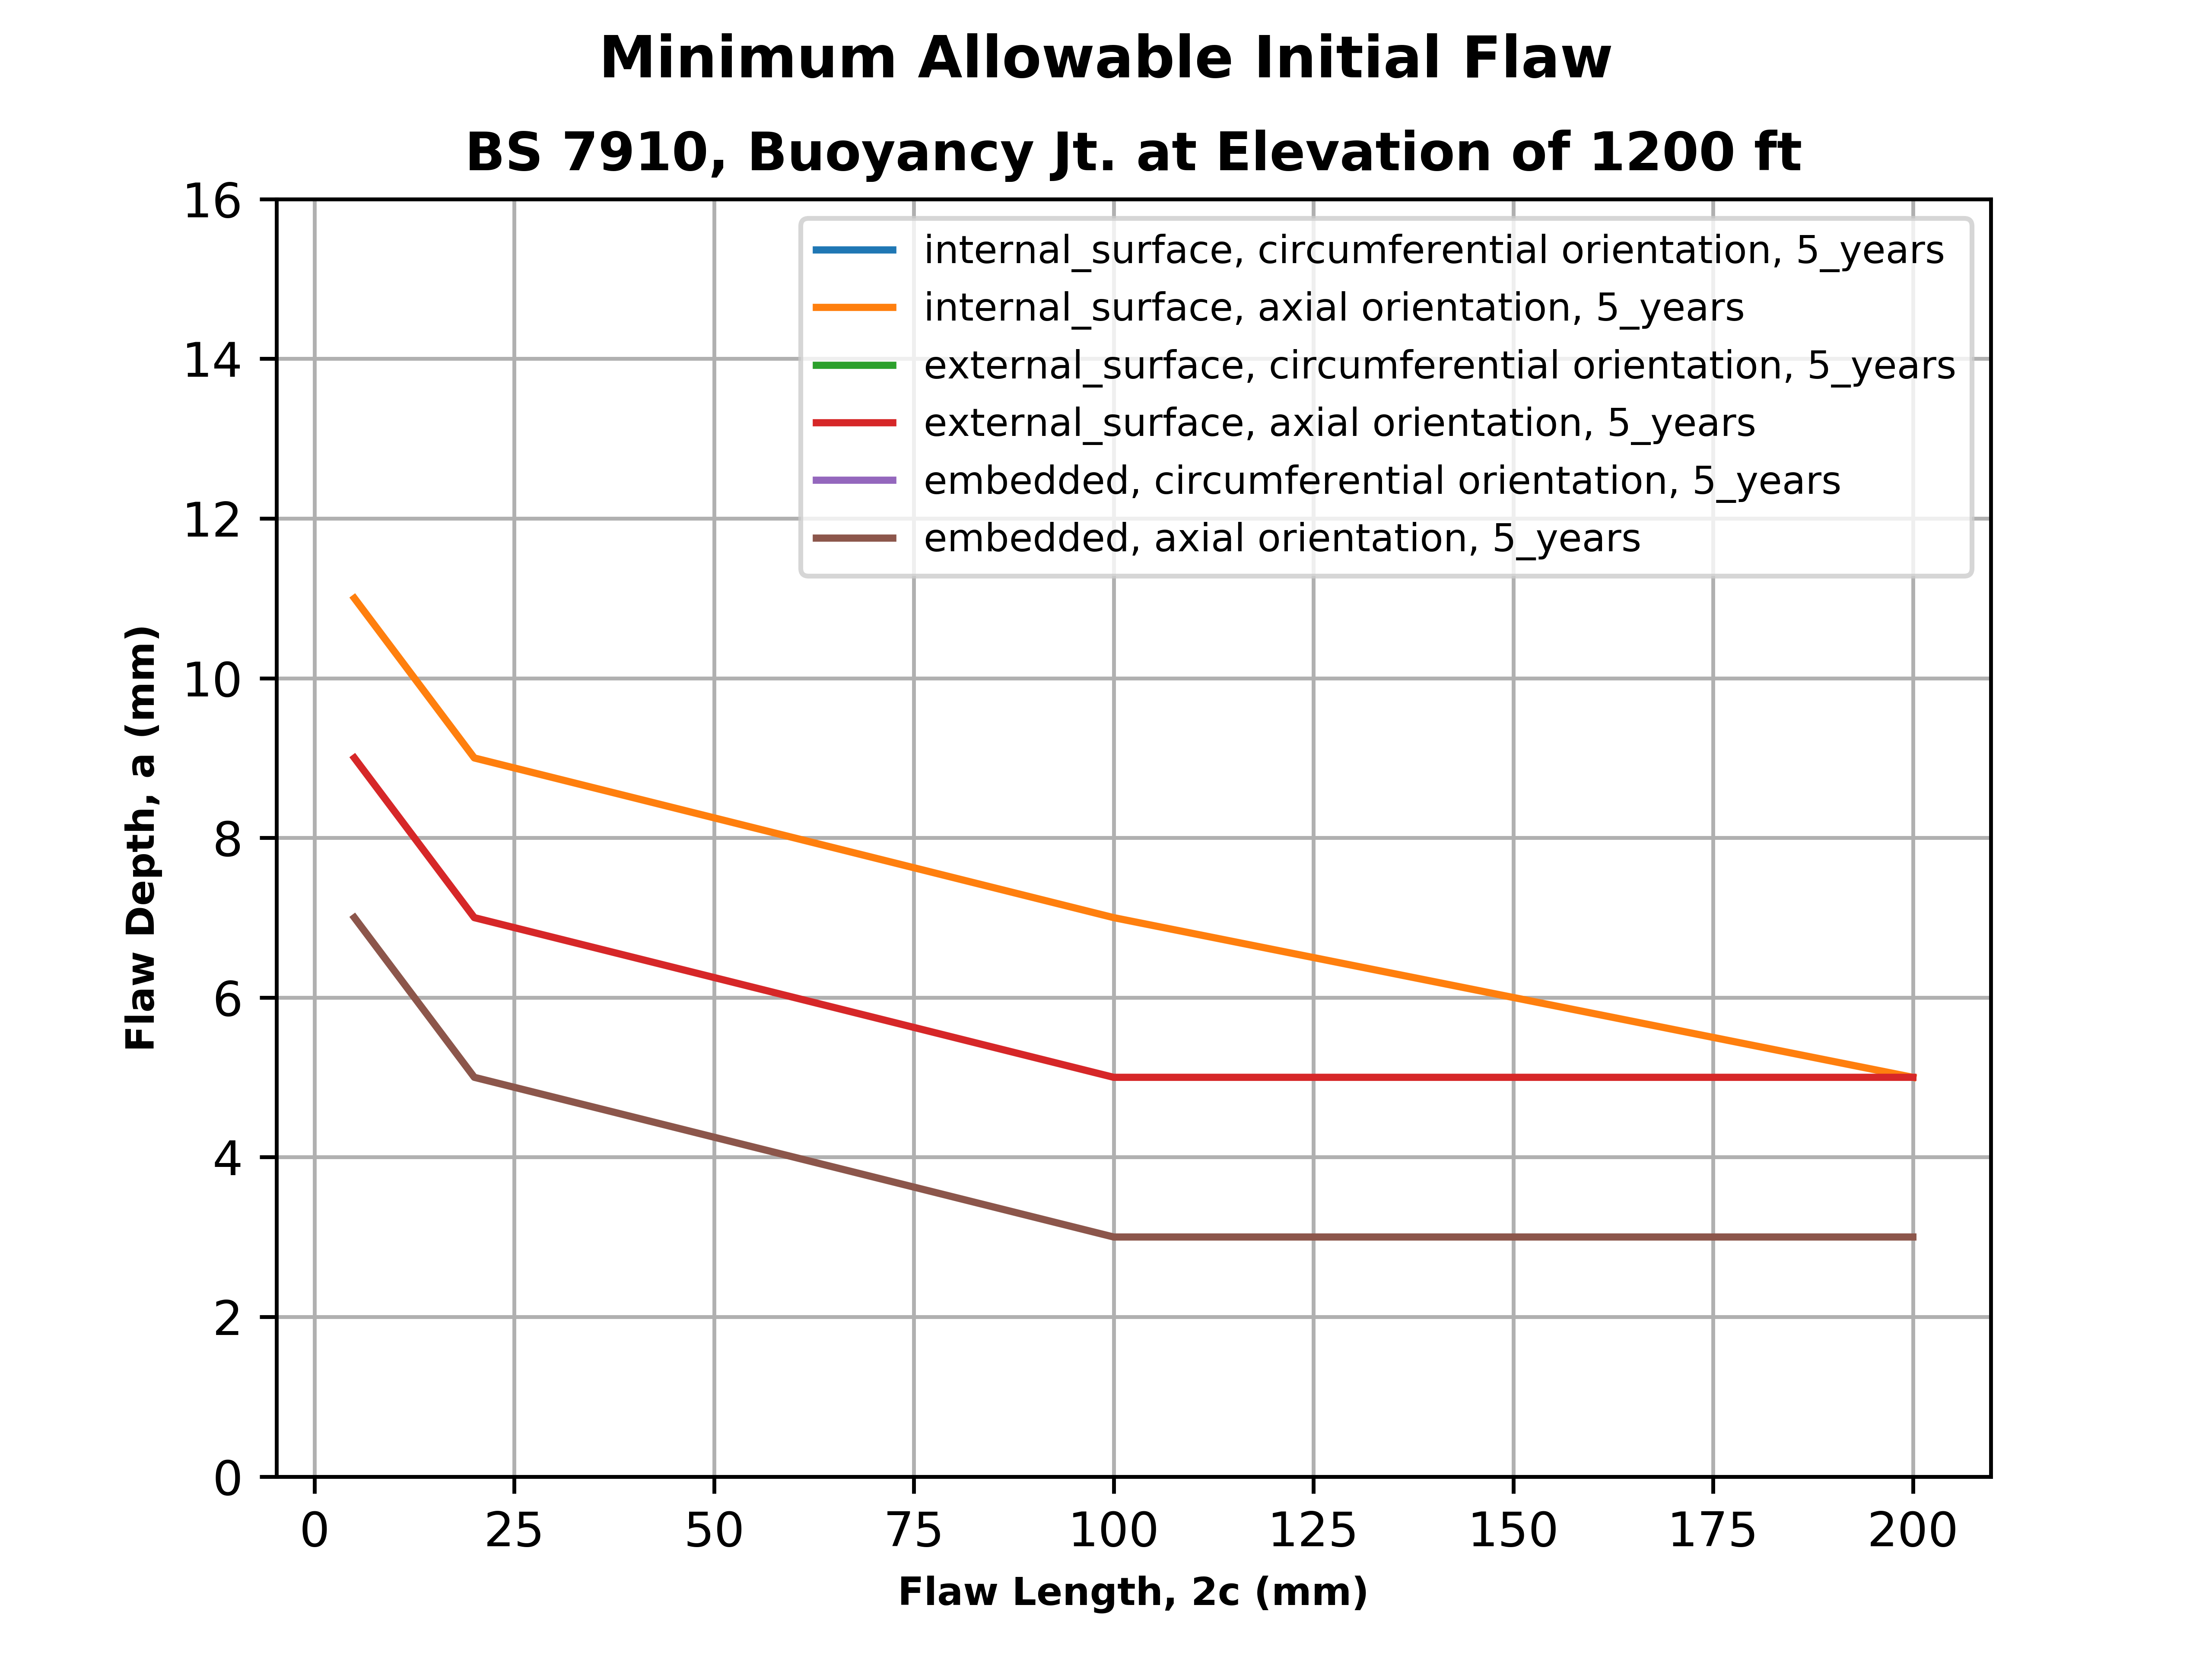 Minimum Allowable Initial Flaw
BS 7910, Buoyancy Jt. at Elevation of 1200 ft
16
14
12
10
8
6
4
2
0
Flaw Depth, a (mm)
internal_surface, circumferential orientation, 5_years
internal_surface, axial orientation, 5_years
external_surface, circumferential orientation, 5_years
external_surface, axial orientation, 5_years
embedded, circumferential orientation, 5_years
embedded, axial orientation, 5_years
0 25 50 75 100 125 150 175 200
Flaw Length, 2c (mm)